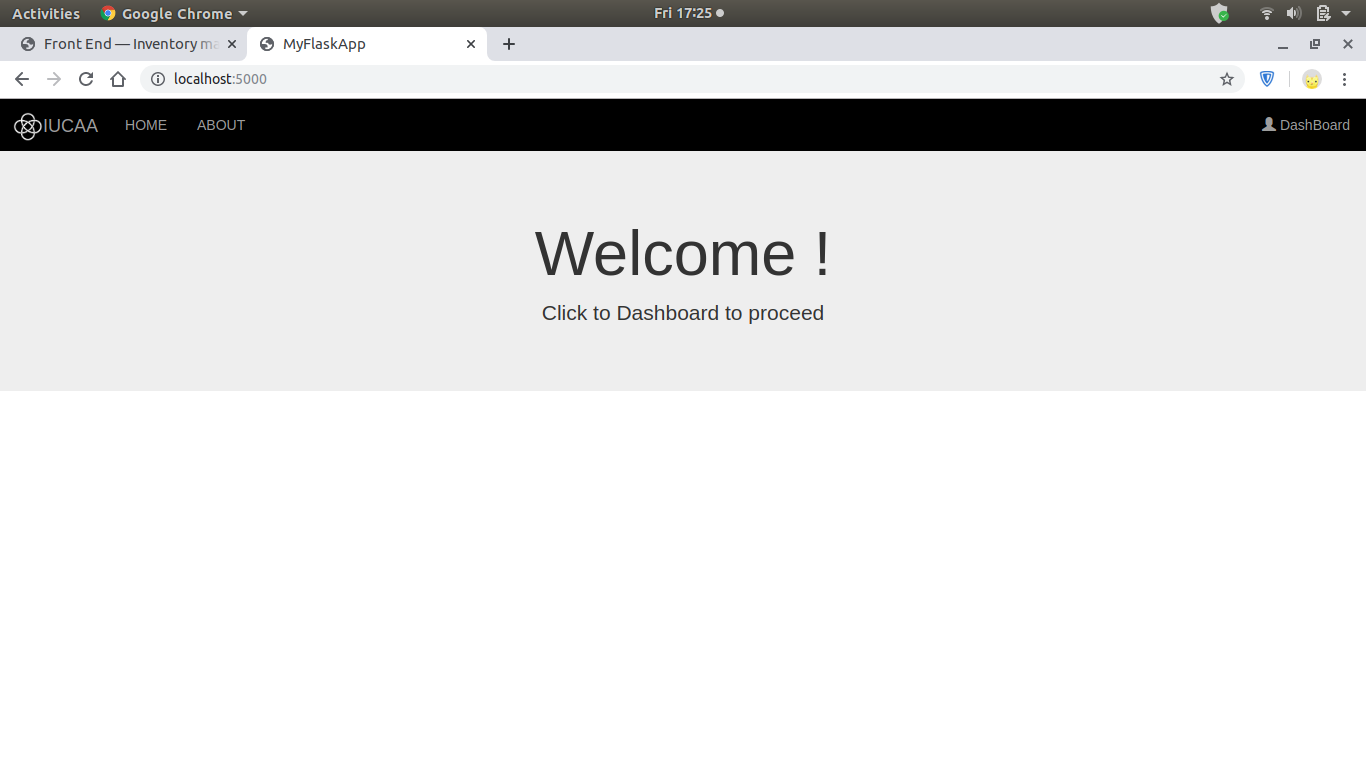 Activities Google Chrome Fri 17:25
Front End — Inventory ma MyFlaskApp
localhost:5000
IUCAA HOME ABOUT DashBoard
Welcome !
Click to Dashboard to proceed